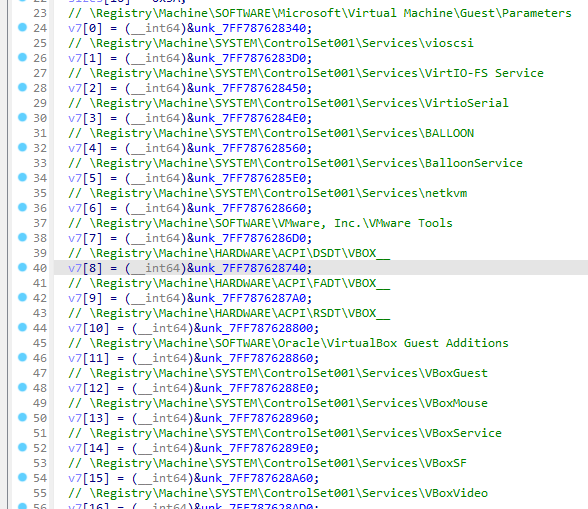 23 // \Registry\Machine\SOFTWARE\Microsoft\Virtual Machine\Guest\Parameters
24 v7[0] = (__int64)&unk_7FF787628340;
25 // \Registry\Machine\SYSTEM\ControlSet001\Services\vioscsi
26 v7[1] = (__int64)&unk_7FF7876283D0;
27 // \Registry\Machine\SYSTEM\ControlSet001\Services\VirtIO-FS Service
28 v7[2] = (__int64)&unk_7FF787628450;
29 // \Registry\Machine\SYSTEM\ControlSet001\Services\VirtioSerial
30 v7[3] = (__int64)&unk_7FF7876284E0;
31 // \Registry\Machine\SYSTEM\ControlSet001\Services\BALLOON
32 v7[4] = (__int64)&unk_7FF787628560;
33 // \Registry\Machine\SYSTEM\ControlSet001\Services\BalloonService
34 v7[5] = (__int64)&unk_7FF7876285E0;
35 // \Registry\Machine\SYSTEM\ControlSet001\Services\netkvm
36 v7[6] = (__int64)&unk_7FF787628660;
37 // \Registry\Machine\SOFTWARE\VMware, Inc.\VMware Tools
38 v7[7] = (__int64)&unk_7FF7876286D0;
39 // \Registry\Machine\HARDWARE\ACPI\DSDT\VBOX__
40 v7[8] = (__int64)&unk_7FF787628740;
41 // \Registry\Machine\HARDWARE\ACPI\FADT\VBOX__
42 v7[9] = (__int64)&unk_7FF7876287A0;
43 // \Registry\Machine\HARDWARE\ACPI\RSDT\VBOX__
44 v7[10] = (__int64)&unk_7FF787628800;
45 // \Registry\Machine\SOFTWARE\Oracle\VirtualBox Guest Additions
46 v7[11] = (__int64)&unk_7FF787628860;
47 // \Registry\Machine\SYSTEM\ControlSet001\Services\VBoxGuest
48 v7[12] = (__int64)&unk_7FF7876288E0;
49 // \Registry\Machine\SYSTEM\ControlSet001\Services\VBoxMouse
50 v7[13] = (__int64)&unk_7FF787628960;
51 // \Registry\Machine\SYSTEM\ControlSet001\Services\VBoxService
52 v7[14] = (__int64)&unk_7FF7876289E0;
53 // \Registry\Machine\SYSTEM\ControlSet001\Services\VBoxSF
54 v7[15] = (__int64)&unk_7FF787628A60;
55 // \Registry\Machine\SYSTEM\ControlSet001\Services\VBoxVideo
56 v7[16] = (__int64)&unk_7FF787628AD0;